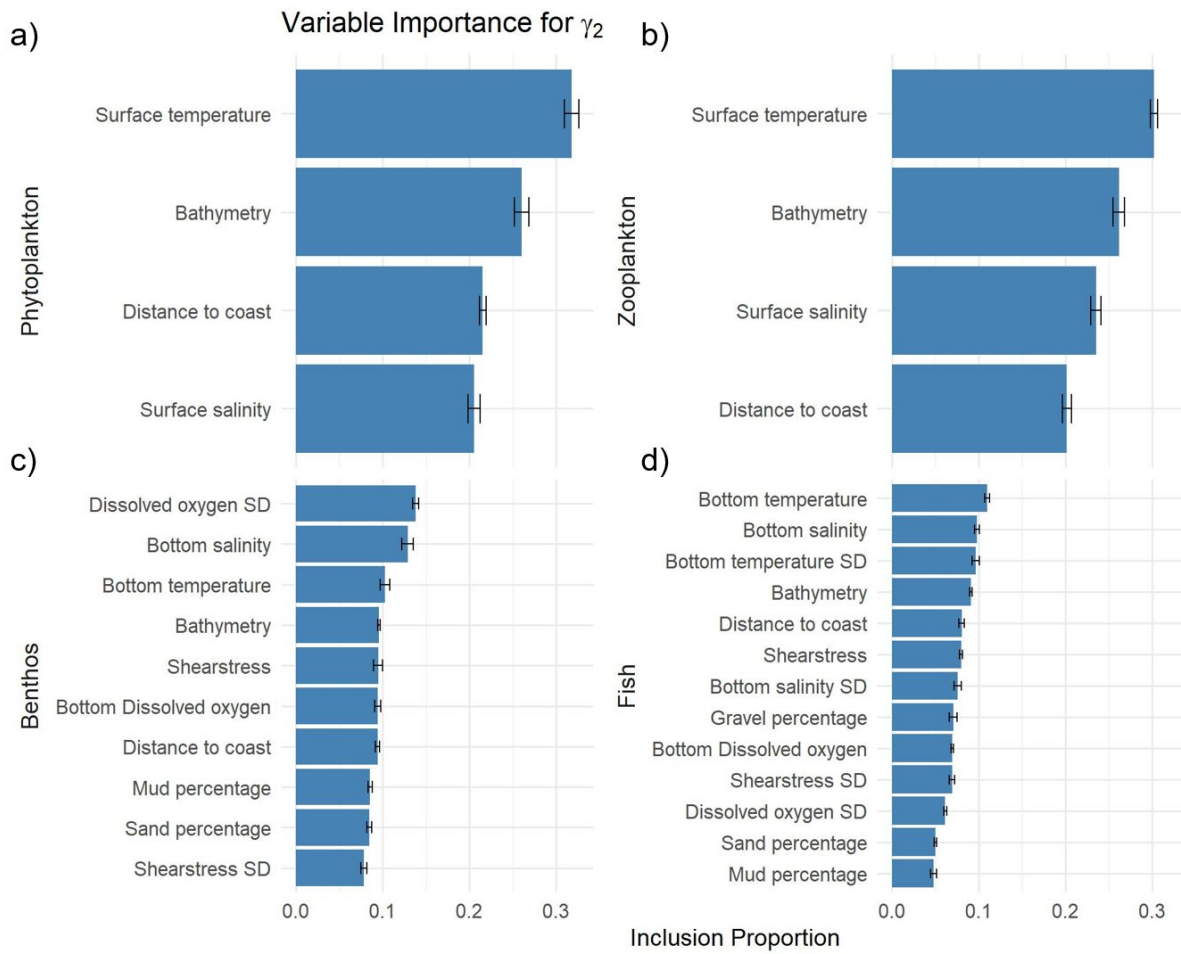 a)
Variable Importance for γ₂
Phytoplankton
Surface temperature
Bathymetry
Distance to coast
Surface salinity
b)
Zooplankton
Surface temperature
Bathymetry
Surface salinity
Distance to coast
c)
Benthos
Dissolved oxygen SD
Bottom salinity
Bottom temperature
Bathymetry
Shearstress
Bottom Dissolved oxygen
Distance to coast
Mud percentage
Sand percentage
Shearstress SD
0.0 0.1 0.2 0.3
d)
Fish
Bottom temperature
Bottom salinity
Bottom temperature SD
Bathymetry
Distance to coast
Shearstress
Bottom salinity SD
Gravel percentage
Bottom Dissolved oxygen
Shearstress SD
Dissolved oxygen SD
Sand percentage
Mud percentage
0.0 0.1 0.2 0.3
Inclusion Proportion